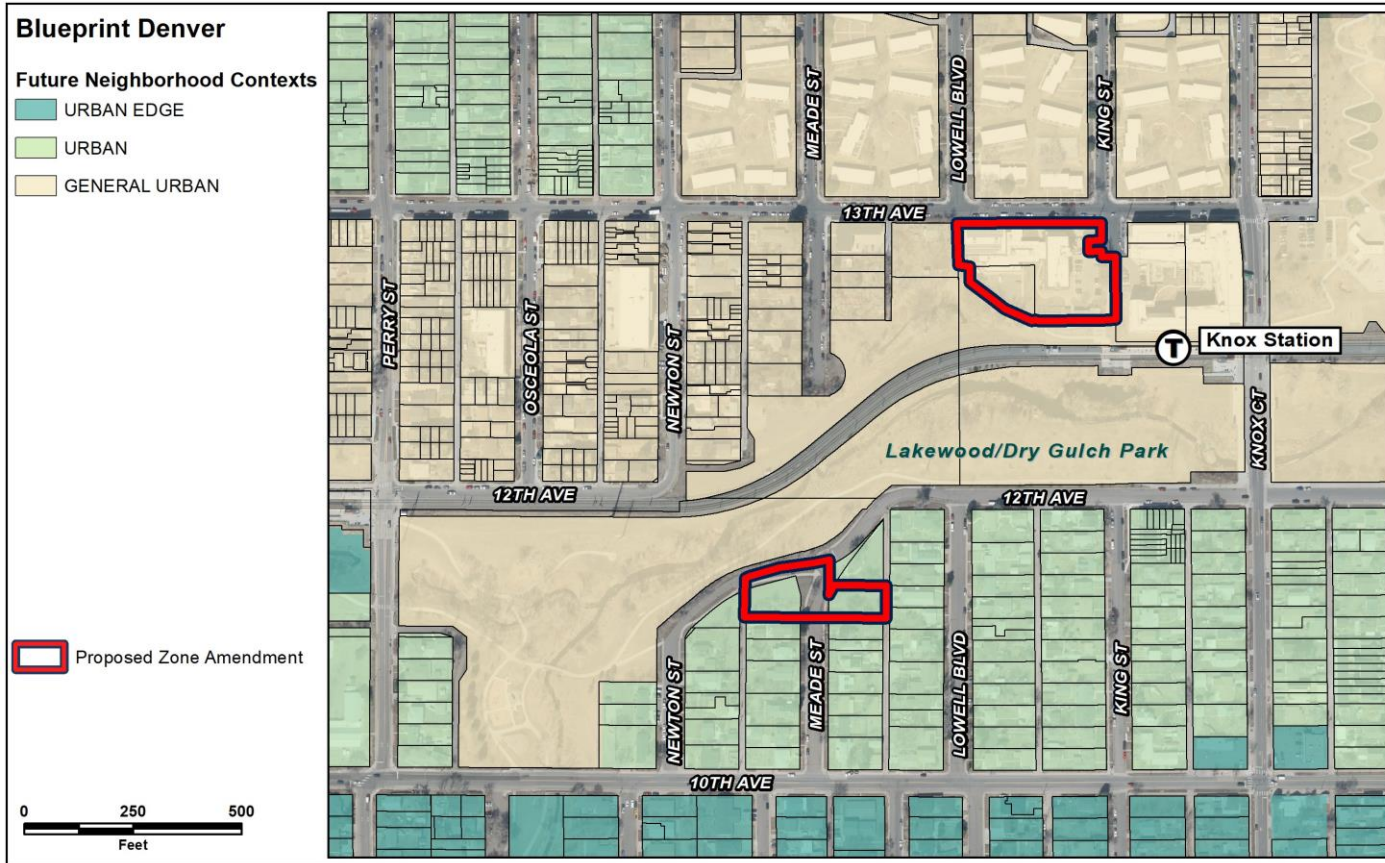 Blueprint Denver
Future Neighborhood Contexts
URBAN EDGE
URBAN
GENERAL URBAN
Proposed Zone Amendment
0 250 500
Feet
MEADE ST
LOWELL BLVD
KING ST
13TH AVE
PERRY ST
OSCEOLA ST
NEWTON ST
T
Knox Station
KNOX CT
Lakewood/Dry Gulch Park
12TH AVE
12TH AVE
NEWTON ST
MEADE ST
LOWELL BLVD
KING ST
10TH AVE